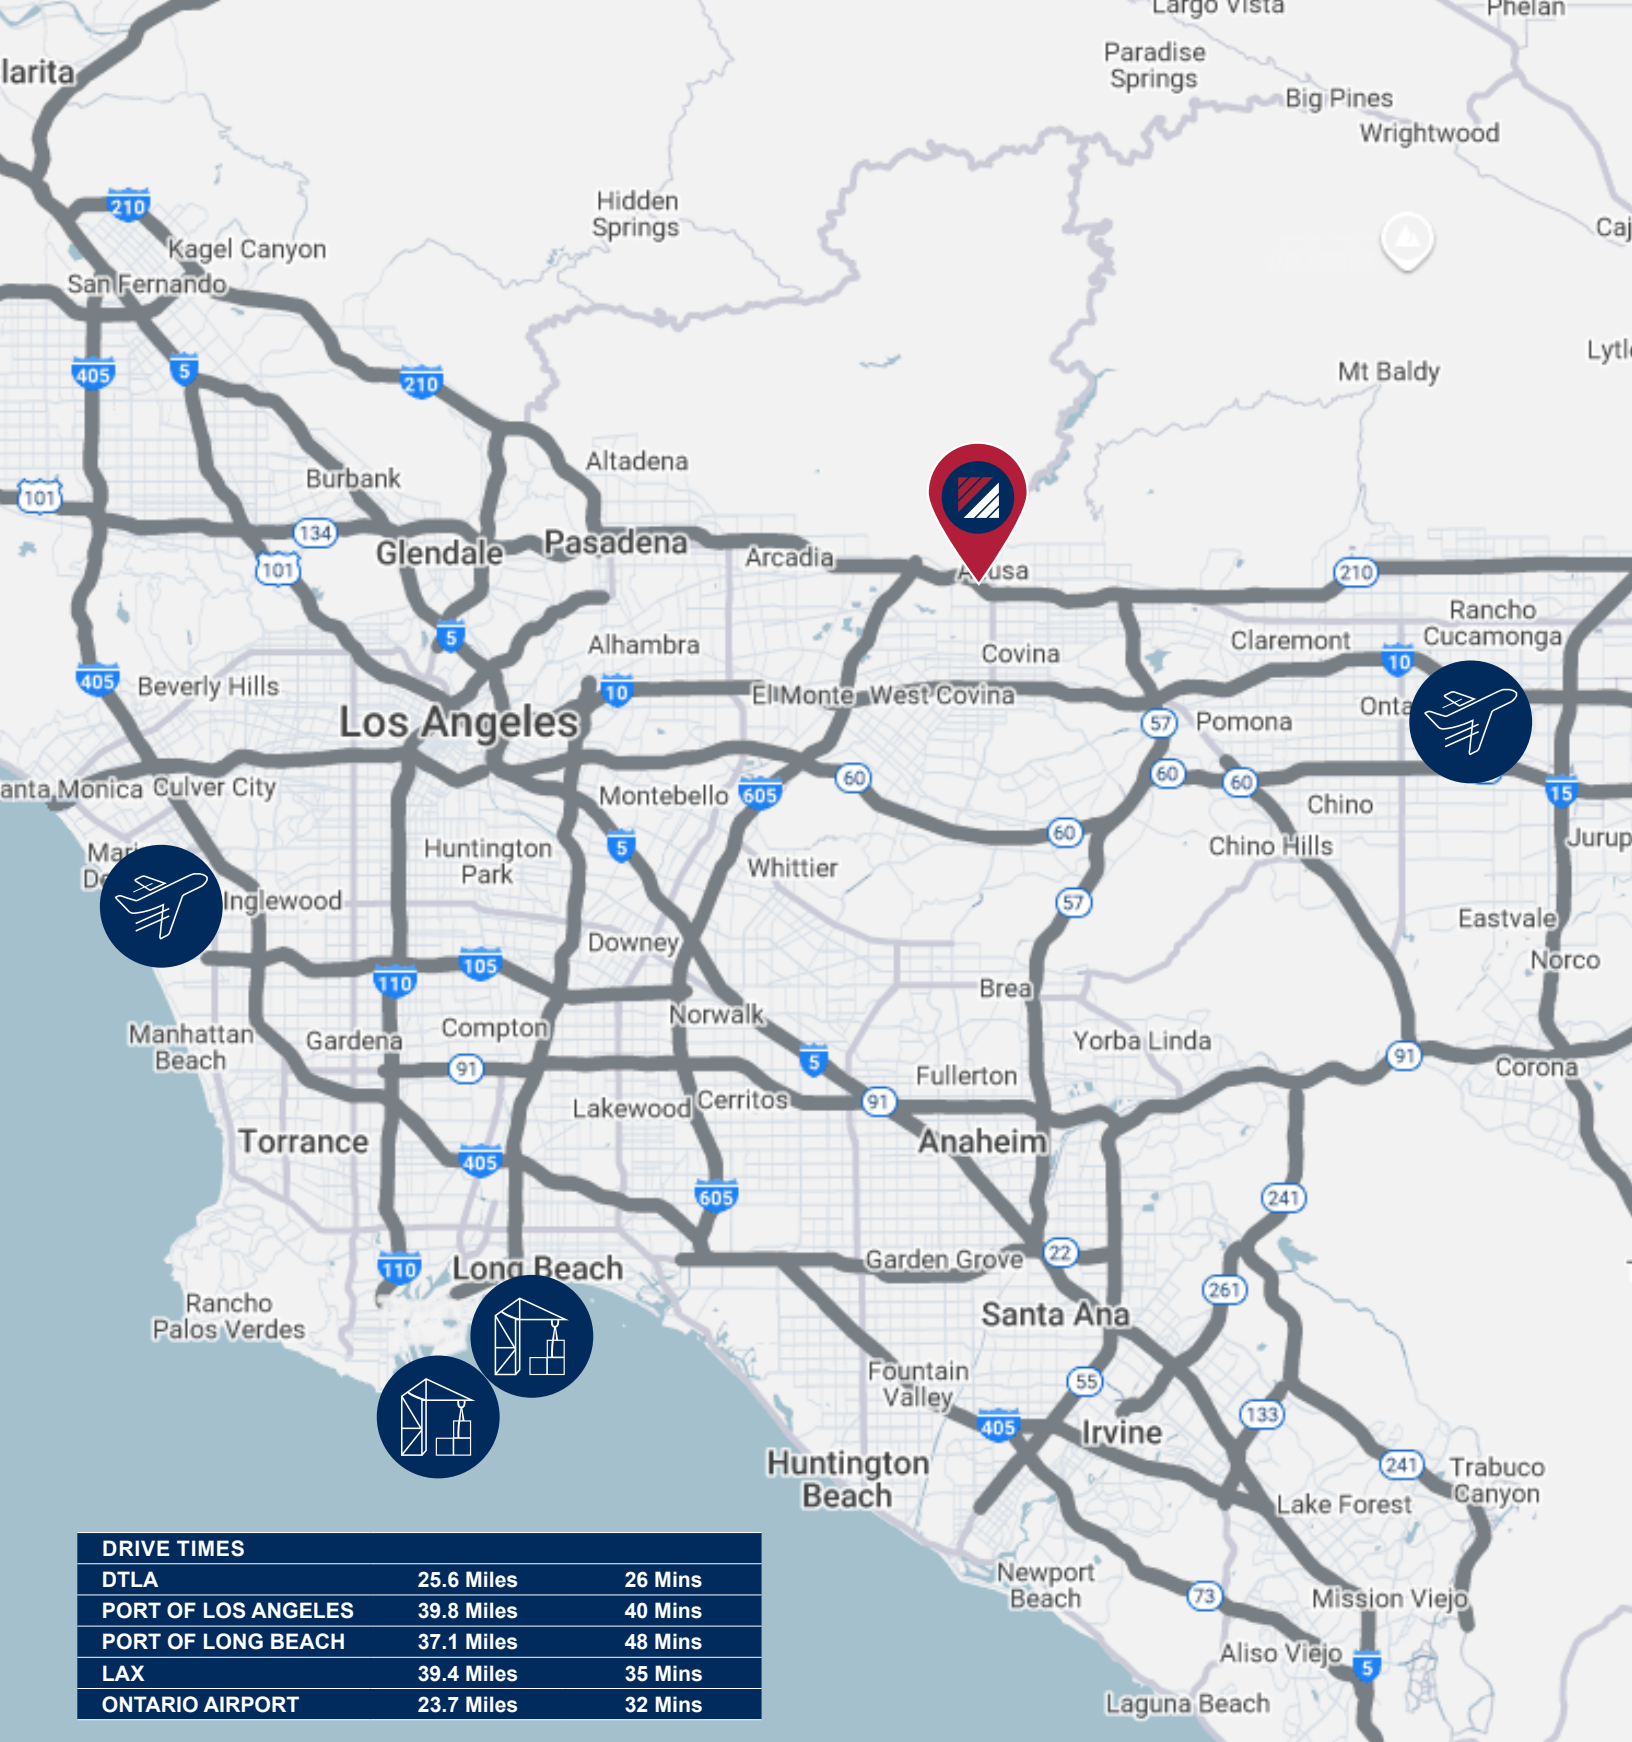 Largo Vista
Phelan
Paradise
Springs
larita
Big Pines
Wrightwood
Hidden
Springs
210
Caj
Kagel Canyon
San Fernando
Lytl
405
5
210
Mt Baldy
Altadena
Burbank
101
134
Glendale
Pasadena
Arcadia
101
usa
210
Rancho
Cucamonga
5
Alhambra
Covina
Claremont
10
405
Beverly Hills
10
El Monte
West Covina
Onta
Los Angeles
57
Pomona
anta Monica
Culver City
Montebello
605
60
60
60
15
Chino
Mari
De
Huntington
Park
5
60
Chino Hills
Jurup
Whittier
Inglewood
57
Eastvale
Downey
105
110
Norco
Brea
Norwalk
Manhattan
Beach
Gardena
Compton
Yorba Linda
91
5
91
Corona
Fullerton
Lakewood
Cerritos
91
Torrance
Anaheim
405
605
241
110
Long Beach
Garden Grove
22
261
Rancho
Palos Verdes
Santa Ana
Fountain
Valley
55
405
Irvine
133
Huntington
Beach
241
Trabuco
Canyon
Lake Forest
Newport
Beach
73
Mission Viejo
Aliso Viejo
5
Laguna Beach
DRIVE TIMES
DTLA 25.6 Miles 26 Mins
PORT OF LOS ANGELES 39.8 Miles 40 Mins
PORT OF LONG BEACH 37.1 Miles 48 Mins
LAX 39.4 Miles 35 Mins
ONTARIO AIRPORT 23.7 Miles 32 Mins